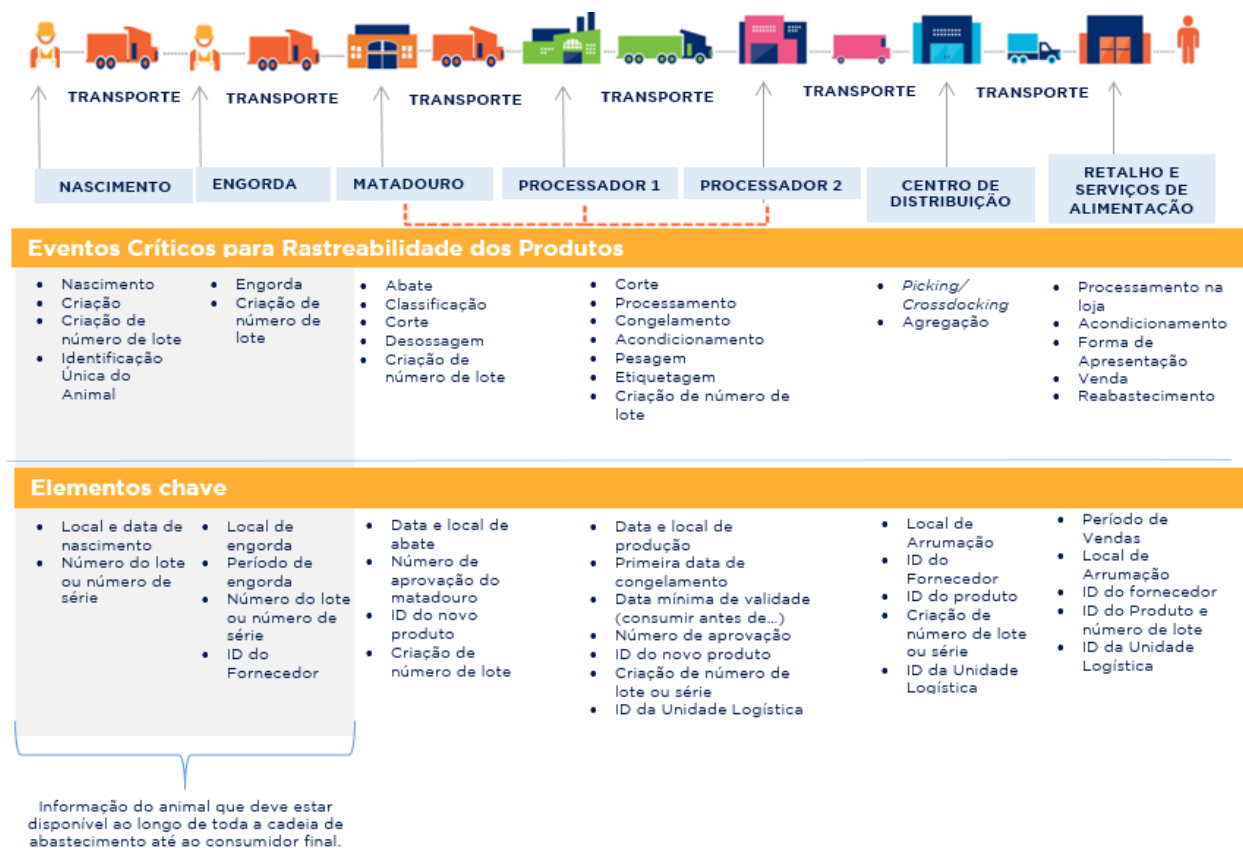 TRANSPORTE
TRANSPORTE
TRANSPORTE
TRANSPORTE
TRANSPORTE
TRANSPORTE
NASCIMENTO
ENGORDA
MATADOURO
PROCESSADOR 1
PROCESSADOR 2
CENTRO DE
DISTRIBUIÇÃO
RETALHO E
SERVIÇOS DE
ALIMENTAÇÃO
Eventos Críticos para Rastreabilidade dos Produtos
• Nascimento
• Criação
• Criação de
número de lote
• Identificação
Única do
Animal
• Engorda
• Criação de
número de
lote
• Abate
• Classificação
• Corte
• Desossagem
• Criação de
número de lote
• Corte
• Processamento
• Congelamento
• Acondicionamento
• Pesagem
• Etiquetagem
• Criação de número de
lote
• Picking/
Crossdocking
• Agregação
• Processamento na
loja
• Acondicionamento
• Forma de
Apresentação
• Venda
• Reabastecimento
Elementos chave
• Local e data de
nascimento
• Número do lote
ou número de
série
• Local de
engorda
• Período de
engorda
• Número do lote
ou número de
série
• ID do
Fornecedor
• Data e local de
abate
• Número de
aprovação do
matadouro
• ID do novo
produto
• Criação de
número de lote
• Data e local de
produção
• Primeira data de
congelamento
• Data mínima de validade
(consumir antes de...)
• Número de aprovação
• ID do novo produto
• Criação de número de
lote ou série
• ID da Unidade Logística
• Local de
Arrumação
• ID do
Fornecedor
• ID do produto
• Criação de
número de lote
ou série
• ID da Unidade
Logística
• Período de
Vendas
• Local de
Arrumação
• ID do fornecedor
• ID do Produto e
número de lote
• ID da Unidade
Logística
Informação do animal que deve estar
disponível ao longo de toda a cadeia de
abastecimento até ao consumidor final.